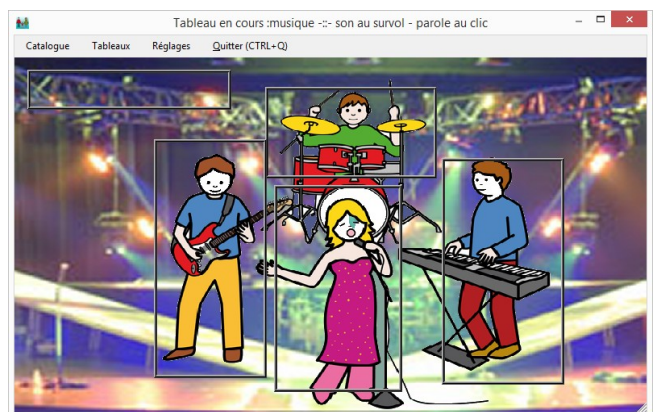 Tableau en cours :musique -::- son au survol - parole au clic
Catalogue Tableaux Réglages Quitter (CTRL+Q)